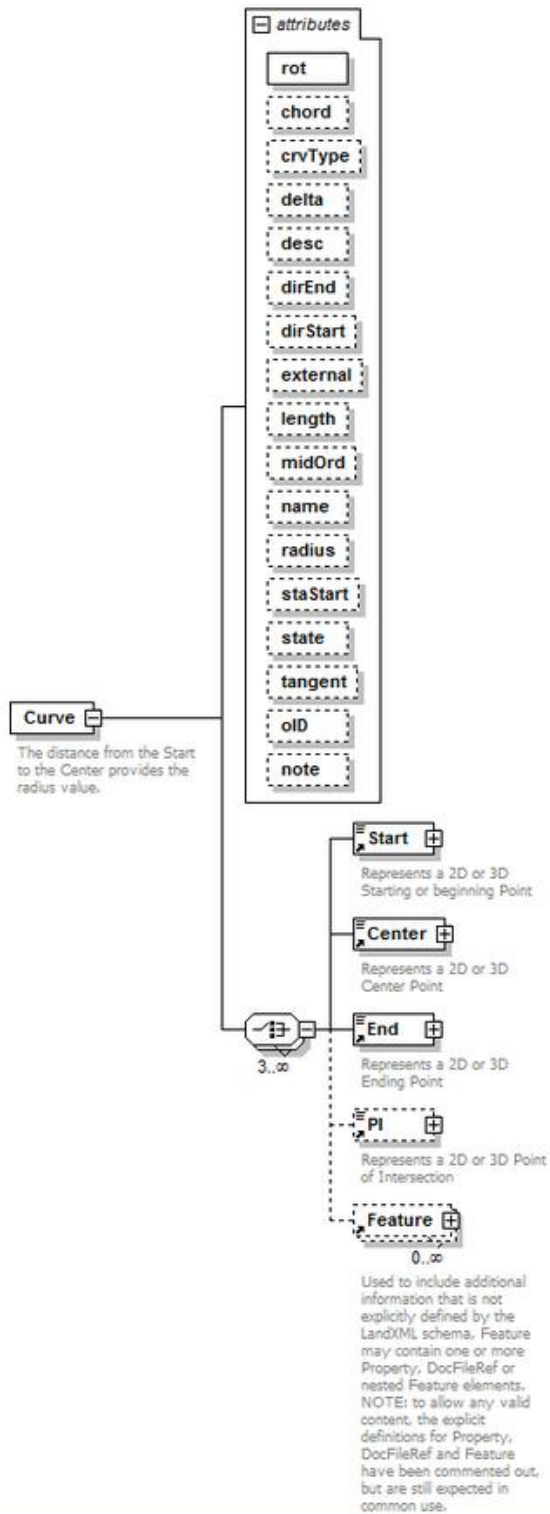 attributes
rot
chord
crvType
delta
desc
dirEnd
dirStart
external
length
midOrd
name
radius
staStart
state
tangent
oID
note
Curve
The distance from the Start
to the Center provides the
radius value.
Start
Represents a 2D or 3D
Starting or beginning Point
Center
Represents a 2D or 3D
Center Point
3..∞
End
Represents a 2D or 3D
Ending Point
PI
Represents a 2D or 3D Point
of Intersection
Feature
0..∞
Used to include additional
information that is not
explicitly defined by the
LandXML schema, Feature
may contain one or more
Property, DocFileRef or
nested Feature elements.
NOTE: to allow any valid
content, the explicit
definitions for Property,
DocFileRef and Feature
have been commented out,
but are still expected in
common use.